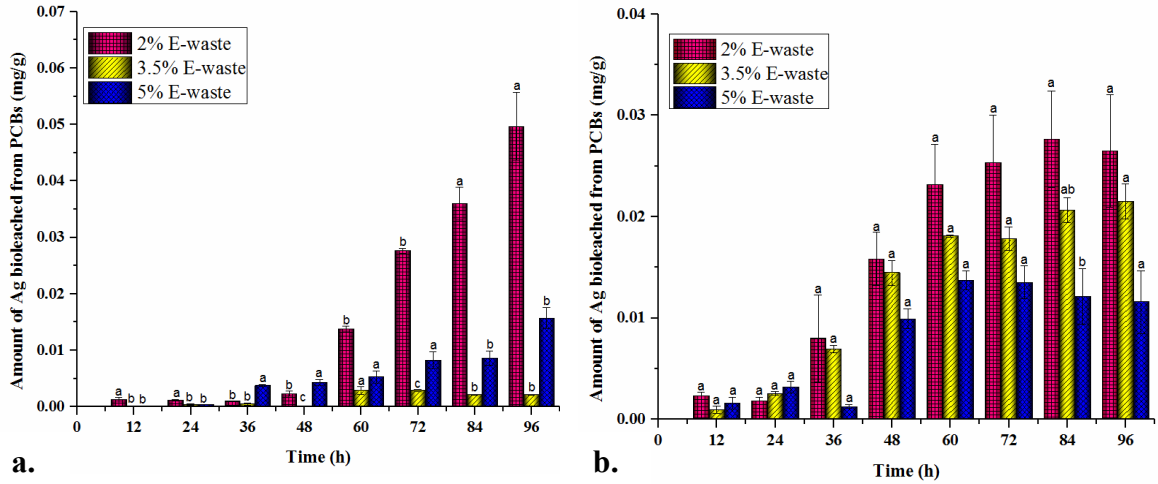 Amount of Ag bioleached from PCBs (mg/g)
0.07
0.06
0.05
0.04
0.03
0.02
0.01
0.00
2% E-waste
3.5% E-waste
5% E-waste
a b b
a b b
b b a
b c a
b a a
b c a
a b b
a b b
0 12 24 36 48 60 72 84 96
Time (h)
a.
Amount of Ag bioleached from PCBs (mg/g)
0.04
0.03
0.02
0.01
0.00
2% E-waste
3.5% E-waste
5% E-waste
a a a
a a a
a a a
a a a
a a a
a a a
a ab b
a a a
0 12 24 36 48 60 72 84 96
Time (h)
b.